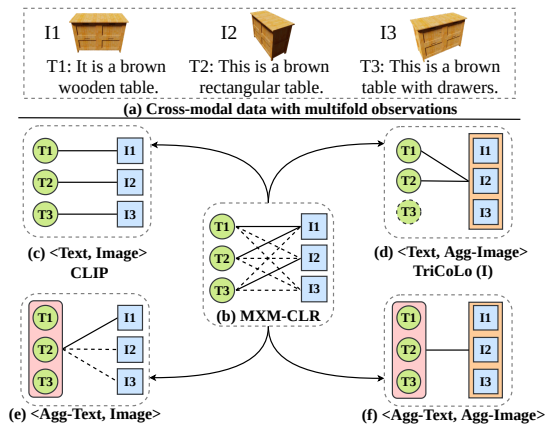 I1 I2 I3
T1: It is a brown wooden table.
T2: This is a brown rectangular table.
T3: This is a brown table with drawers.
(a) Cross-modal data with multifold observations
T1 I1
T2 I2
T3 I3
(c) <Text, Image>
CLIP
T1 I1
T2 I2
T3 I3
(b) MXM-CLR
T1 I1
T2 I2
T3 I3
(d) <Text, Agg-Image>
TriCoLo (I)
T1 I1
T2 I2
T3 I3
(e) <Agg-Text, Image>
T1 I1
T2 I2
T3 I3
(f) <Agg-Text, Agg-Image>